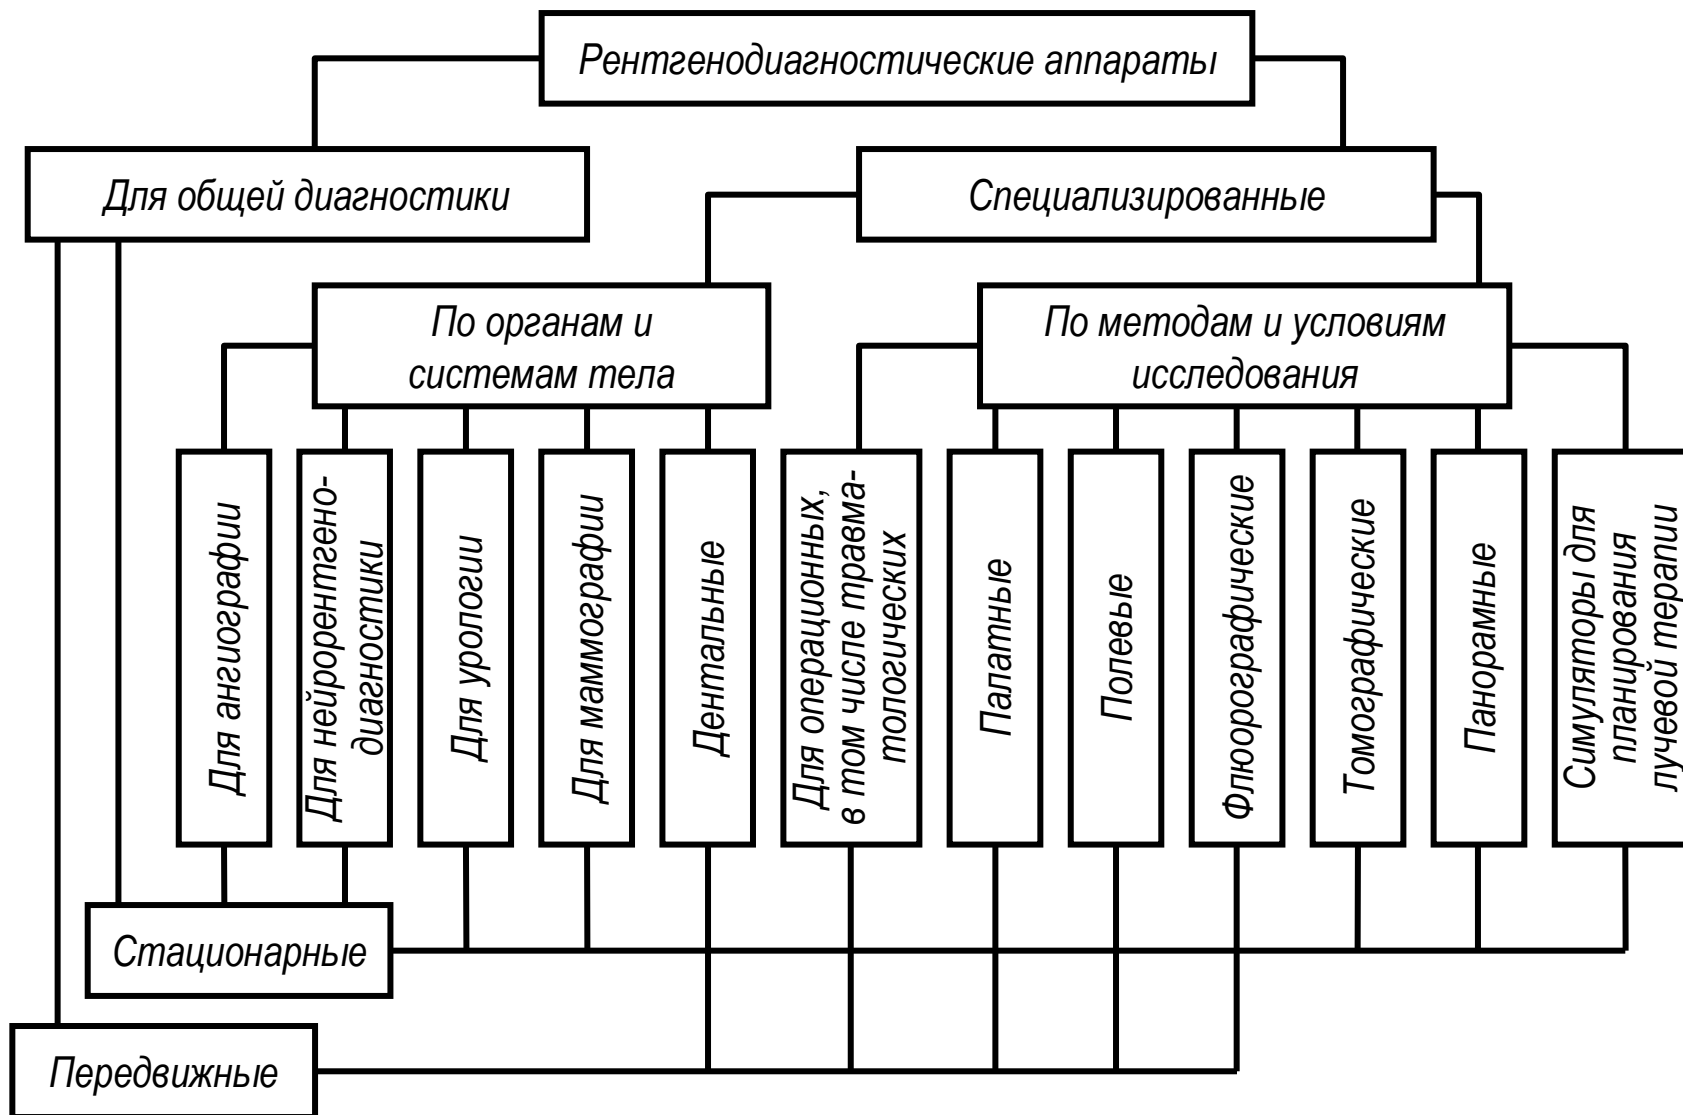 Рентгенодиагностические аппараты
Для общей диагностики
Специализированные
По органам и
системам тела
По методам и условиям
исследования
Для ангиографии
Для нейрорентгено-
диагностики
Для урологии
Для маммографии
Дентальные
Для операционных,
в том числе травма-
тологических
Палатные
Полевые
Флюорографические
Томографические
Панорамные
Симуляторы для
планирования
лучевой терапии
Стационарные
Передвижные